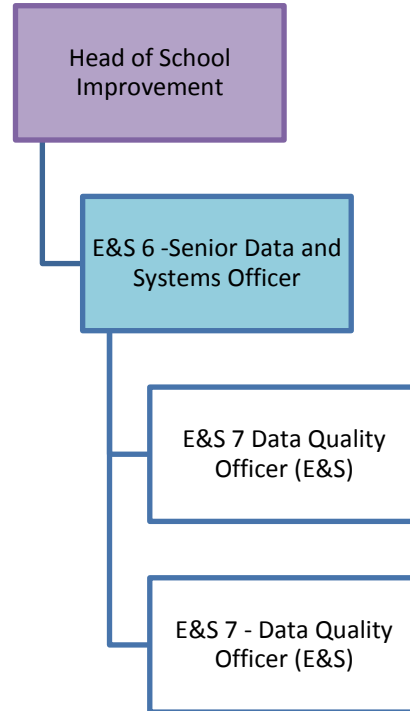 Head of School
Improvement
E&S 6 -Senior Data and
Systems Officer
E&S 7 Data Quality
Officer (E&S)
E&S 7 - Data Quality
Officer (E&S)